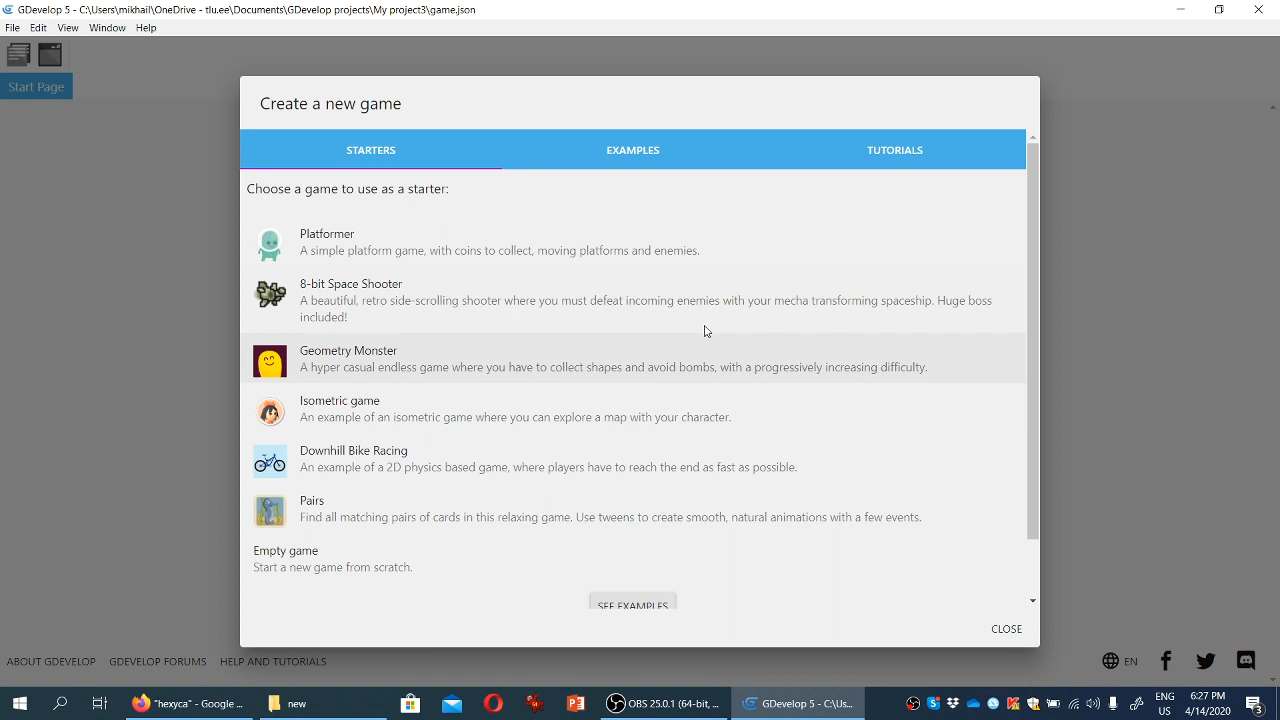 GDevelop 5 - C:\Users\mikhail\OneDrive - tlu.ee\Documents\GDevelop projects\My project3\game.json
File Edit View Window Help
Start Page
Create a new game
STARTERS EXAMPLES TUTORIALS
Choose a game to use as a starter:
Platformer
A simple platform game, with coins to collect, moving platforms and enemies.
8-bit Space Shooter
A beautiful, retro side-scrolling shooter where you must defeat incoming enemies with your mecha transforming spaceship. Huge boss
included!
Geometry Monster
A hyper casual endless game where you have to collect shapes and avoid bombs, with a progressively increasing difficulty.
Isometric game
An example of an isometric game where you can explore a map with your character.
Downhill Bike Racing
An example of a 2D physics based game, where players have to reach the end as fast as possible.
Pairs
Find all matching pairs of cards in this relaxing game. Use tweens to create smooth, natural animations with a few events.
Empty game
Start a new game from scratch.
SEE EXAMPLES
CLOSE
ABOUT GDEVELOP GDEVELOP FORUMS HELP AND TUTORIALS EN
"hexyca" - Google ... new OBS 25.0.1 (64-bit, ... GDevelop 5 - C:\Us... ENG 6:27 PM
US 4/14/2020 3